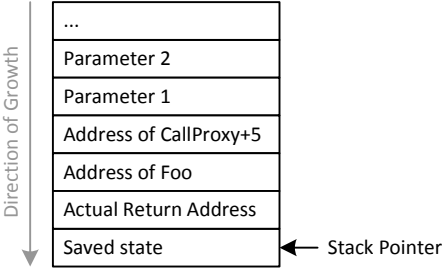 ...
Parameter 2
Parameter 1
Address of CallProxy+5
Address of Foo
Actual Return Address
Saved state
Stack Pointer
Direction of Growth